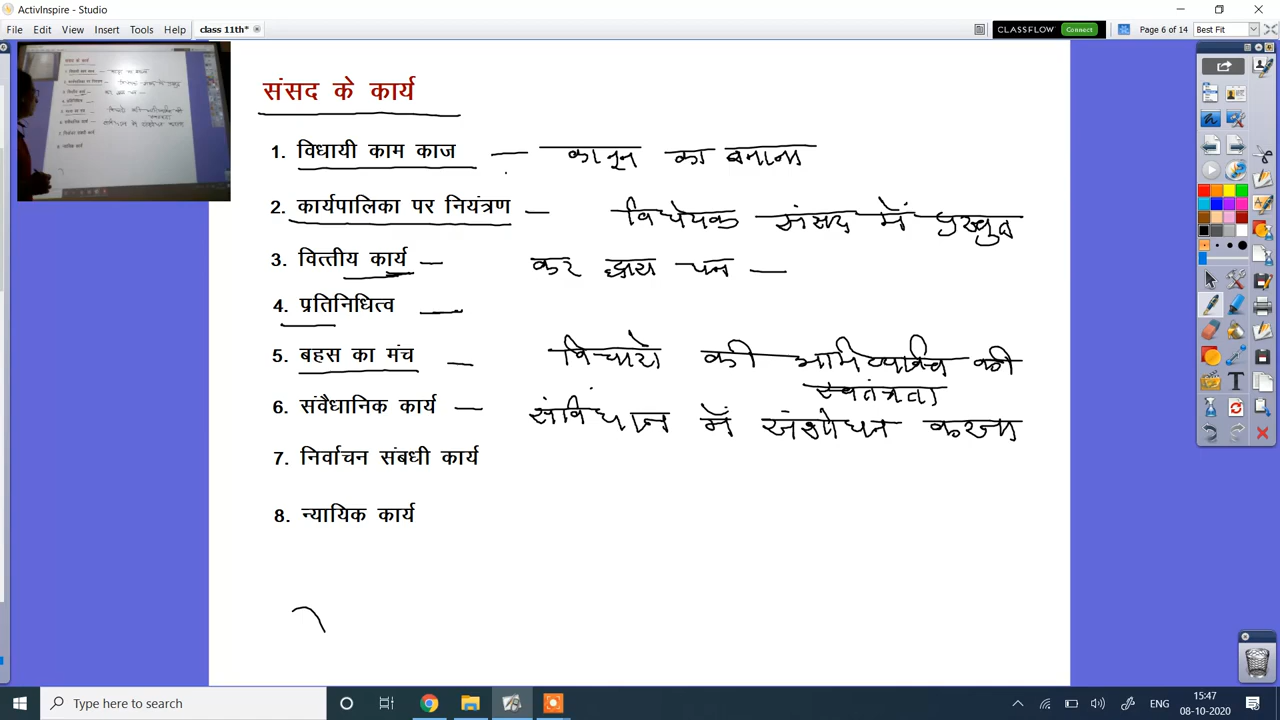 ActivInspire - Studio
File Edit View Insert Tools Help class 11th* CLASSFLOW Connect Page 6 of 14 Best Fit
संसद के कार्य
1. विधायी काम काज — कानून का बनाना
2. कार्यपालिका पर नियंत्रण — विधेयक संसद में प्रस्तुत
3. वित्तीय कार्य — कर द्वारा धन —
4. प्रतिनिधित्व —
5. बहस का मंच — विचारो की अभिव्यक्ति की
स्वतंत्रता
6. संवैधानिक कार्य — संविधान में संशोधन करना
7. निर्वाचन संबधी कार्य
8. न्यायिक कार्य
Type here to search ENG 15:47
08-10-2020